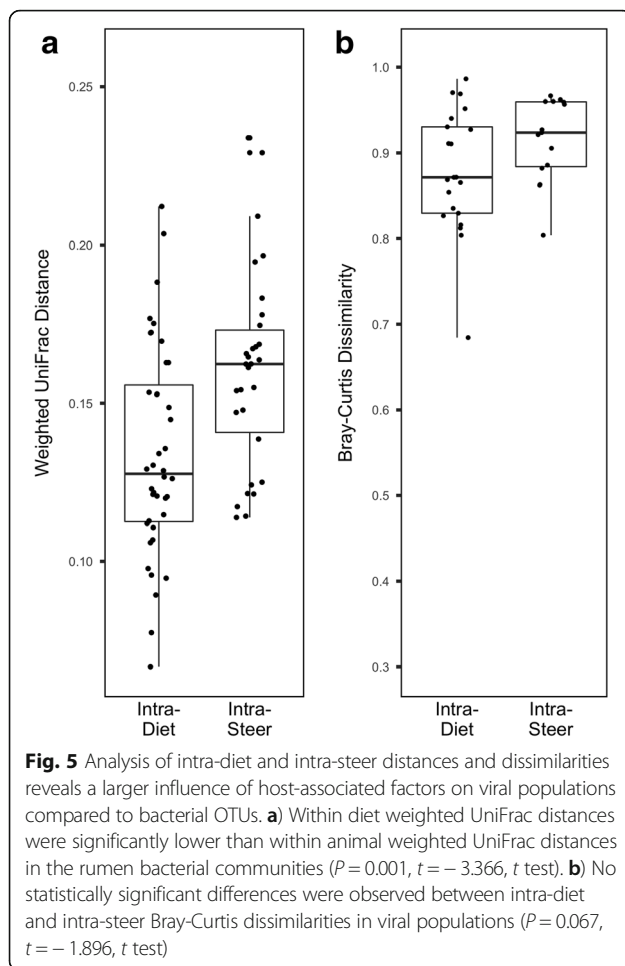 a
b
0.25
0.20
0.15
0.10
Weighted UniFrac Distance
Intra-
Diet
Intra-
Steer
1.0
0.9
0.8
0.7
0.6
0.5
0.4
0.3
Bray-Curtis Dissimilarity
Intra-
Diet
Intra-
Steer
Fig. 5 Analysis of intra-diet and intra-steer distances and dissimilarities
reveals a larger influence of host-associated factors on viral populations
compared to bacterial OTUs. a) Within diet weighted UniFrac distances
were significantly lower than within animal weighted UniFrac distances
in the rumen bacterial communities (P = 0.001, t = − 3.366, t test). b) No
statistically significant differences were observed between intra-diet
and intra-steer Bray-Curtis dissimilarities in viral populations (P = 0.067,
t = − 1.896, t test)